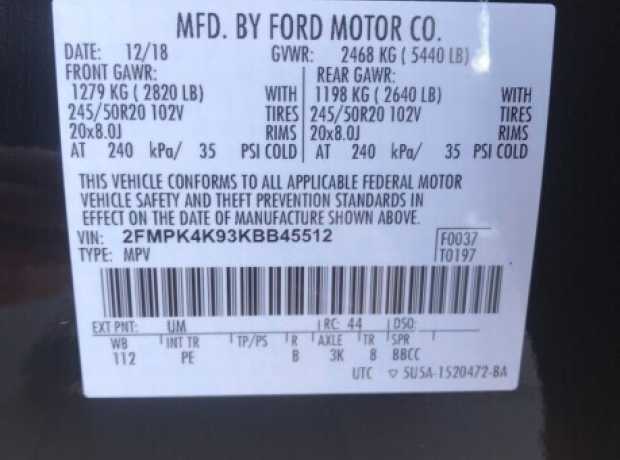 MFD. BY FORD MOTOR CO.
DATE: 12/18 GVWR: 2468 KG ( 5440 LB)
FRONT GAWR: REAR GAWR:
1279 KG ( 2820 LB) WITH 1198 KG ( 2640 LB) WITH
245/50R20 102V TIRES 245/50R20 102V TIRES
20x8.0J RIMS 20x8.0J RIMS
AT 240 kPa/ 35 PSI COLD AT 240 kPa/ 35 PSI COLD
THIS VEHICLE CONFORMS TO ALL APPLICABLE FEDERAL MOTOR
VEHICLE SAFETY AND THEFT PREVENTION STANDARDS IN
EFFECT ON THE DATE OF MANUFACTURE SHOWN ABOVE.
VIN: 2FMPK4K93KBB45512 F0037
TYPE: MPV T0197
EXT PNT: UM RC: 44 DSO:
WB INT TR TP/PS R AXLE TR SPR
112 PE B 3K 8 BBCC
UTC ▽ 5U5A-1520472-BA